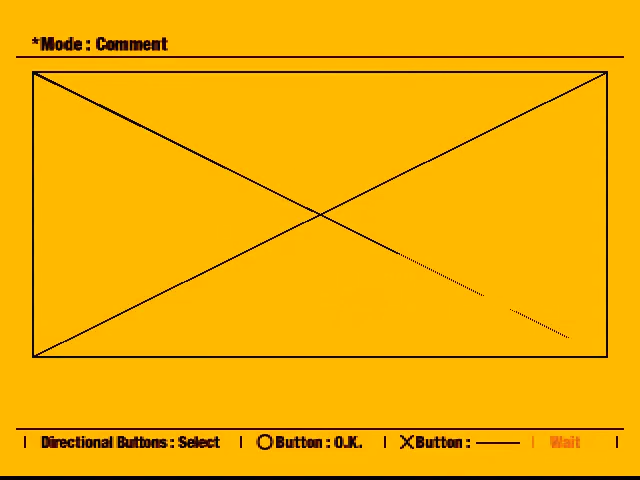 *Mode : Comment
Directional Buttons : Select | ◯Button : O.K. | ✕Button : ——— | Wait